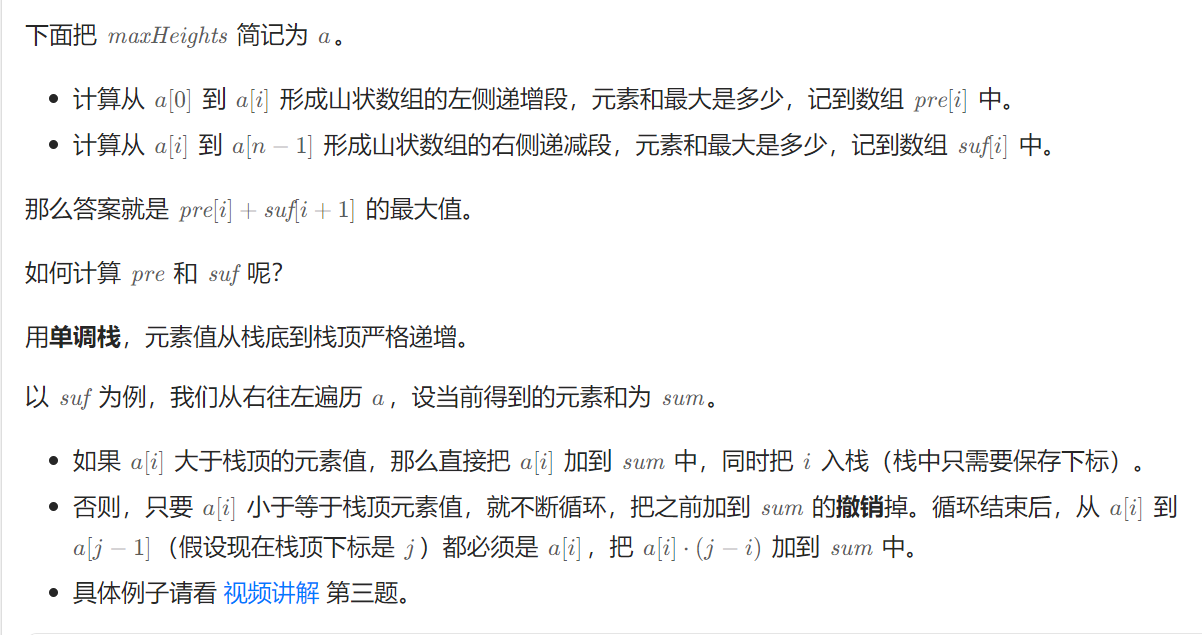 下面把 maxHeights 简记为 a。
• 计算从 a[0] 到 a[i] 形成山状数组的左侧递增段，元素和最大是多少，记到数组 pre[i] 中。
• 计算从 a[i] 到 a[n − 1] 形成山状数组的右侧递减段，元素和最大是多少，记到数组 suf[i] 中。
那么答案就是 pre[i] + suf[i + 1] 的最大值。
如何计算 pre 和 suf 呢？
用单调栈，元素值从栈底到栈顶严格递增。
以 suf 为例，我们从右往左遍历 a，设当前得到的元素和为 sum。
• 如果 a[i] 大于栈顶的元素值，那么直接把 a[i] 加到 sum 中，同时把 i 入栈（栈中只需要保存下标）。
• 否则，只要 a[i] 小于等于栈顶元素值，就不断循环，把之前加到 sum 的撤销掉。循环结束后，从 a[i] 到
a[j − 1]（假设现在栈顶下标是 j）都必须是 a[i]，把 a[i] · (j − i) 加到 sum 中。
• 具体例子请看 视频讲解 第三题。